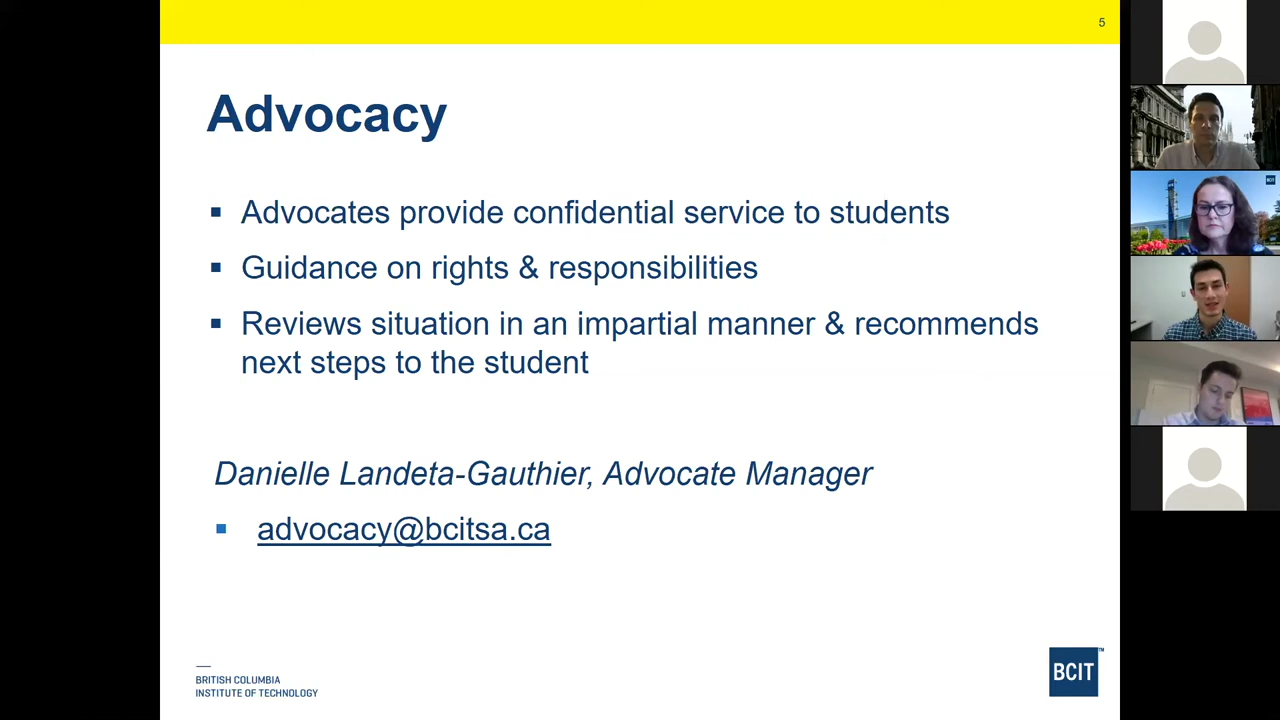 5
Advocacy
▪ Advocates provide confidential service to students
▪ Guidance on rights & responsibilities
▪ Reviews situation in an impartial manner & recommends
next steps to the student
Danielle Landeta-Gauthier, Advocate Manager
▪ advocacy@bcitsa.ca
BRITISH COLUMBIA
INSTITUTE OF TECHNOLOGY
BCIT™
BCIT